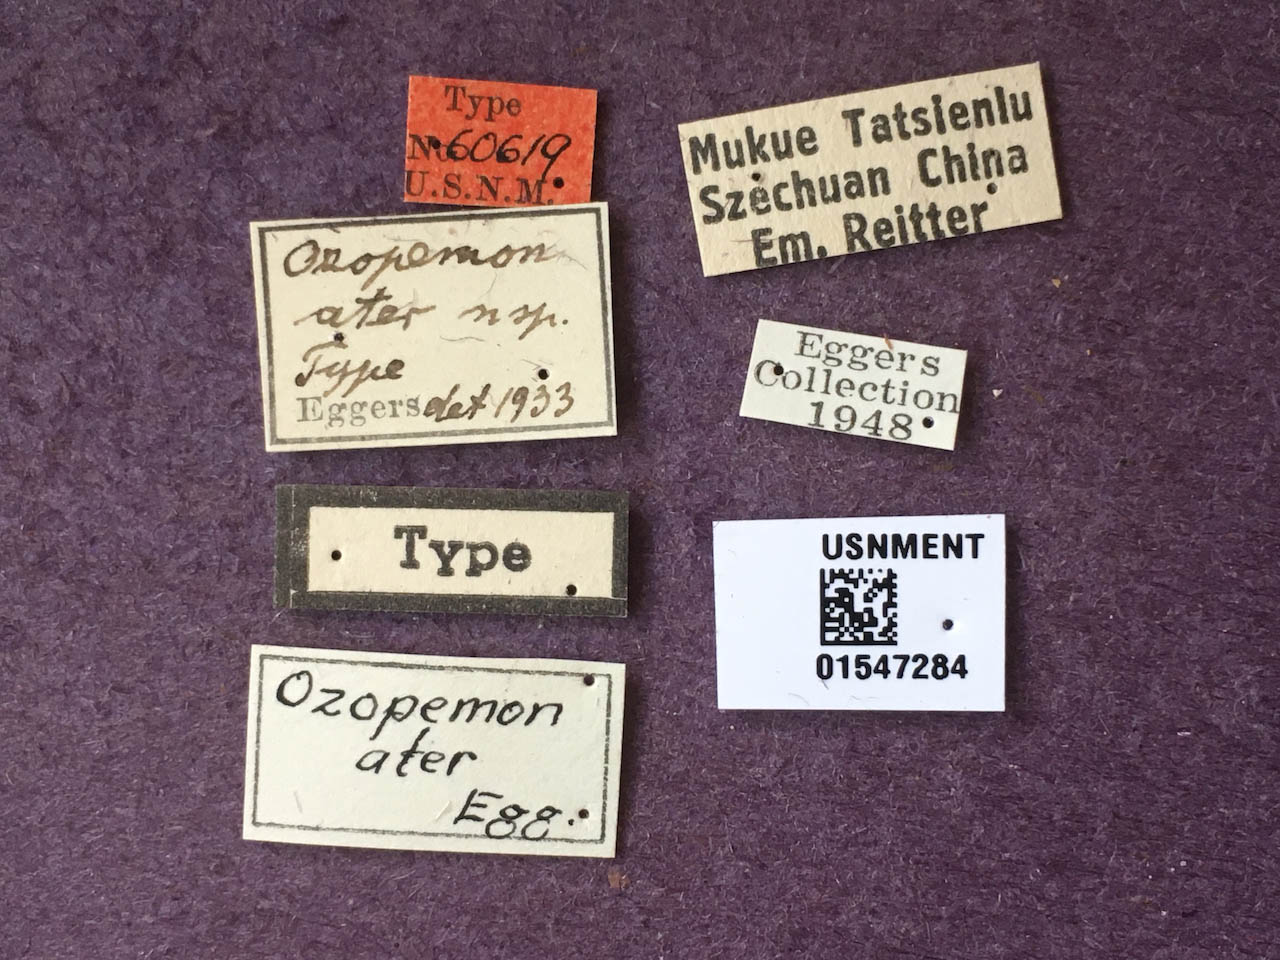 Type
No 60619
U.S.N.M.
Mukue Tatsienlu
Szechuan China
Em. Reitter
Ozopemon
ater nsp.
Type
Eggers det 1933
Eggers
Collection
1948
Type
USNMENT
01547284
Ozopemon
ater
Egg.